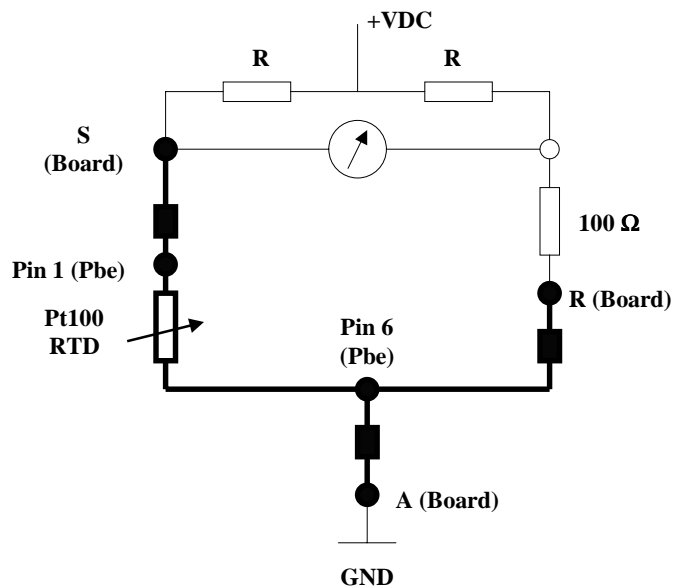 +VDC
R
R
S
(Board)
100 Ω
Pin 1 (Pbe)
R (Board)
Pt100
RTD
Pin 6
(Pbe)
A (Board)
GND